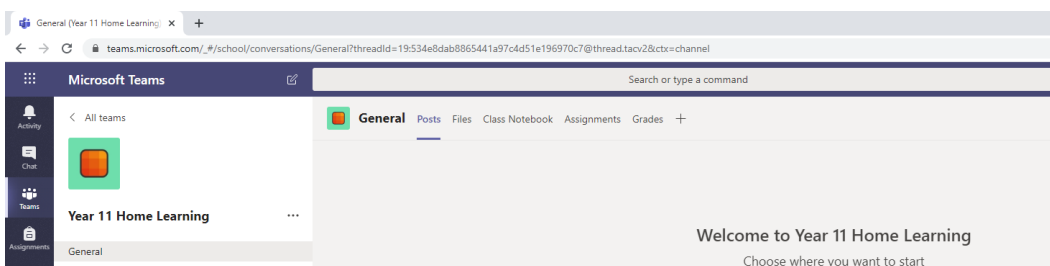 General (Year 11 Home Learning)
teams.microsoft.com/_#/school/conversations/General?threadId=19:534e8dab8865441a97c4d51e196970c7@thread.tacv2&ctx=channel
Microsoft Teams
Search or type a command
Activity
Chat
Teams
Assignments
All teams
Year 11 Home Learning
General
General Posts Files Class Notebook Assignments Grades
Welcome to Year 11 Home Learning
Choose where you want to start